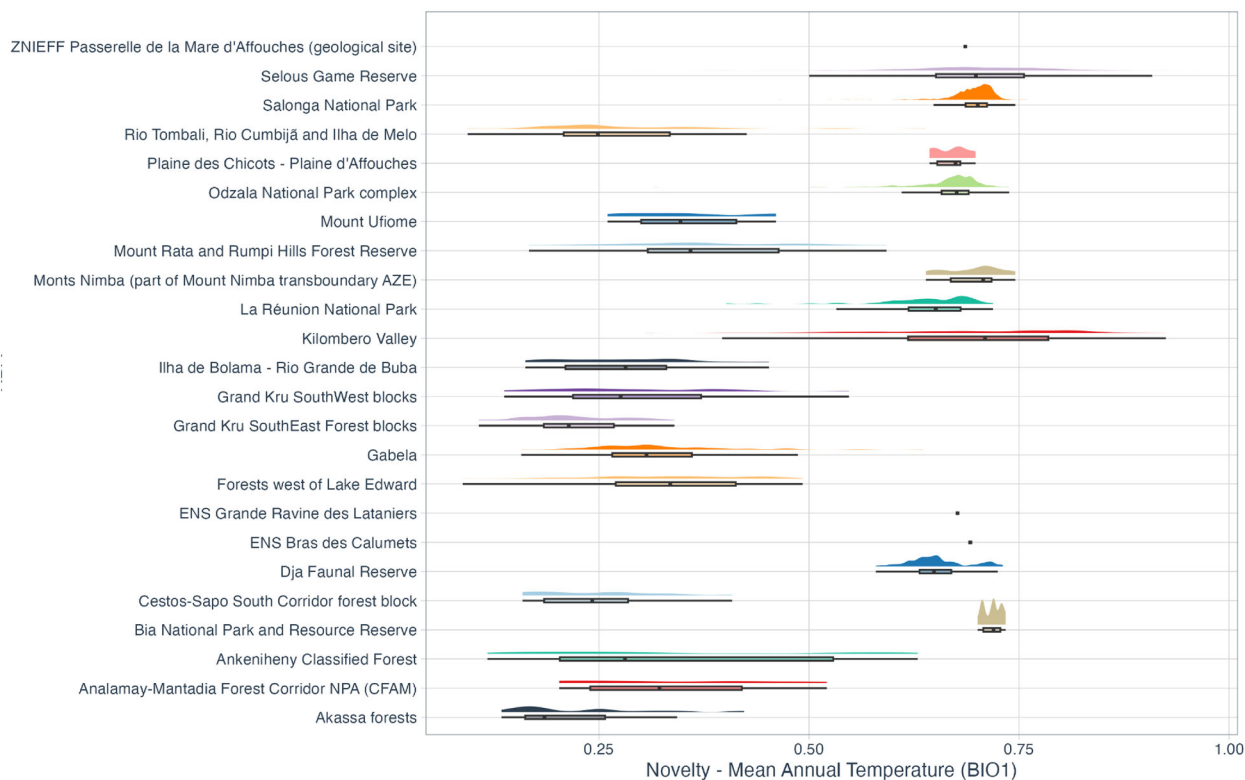 ZNIEFF Passerelle de la Mare d'Affouches (geological site)
Selous Game Reserve
Salonga National Park
Rio Tombali, Rio Cumbijã and Ilha de Melo
Plaine des Chicots - Plaine d'Affouches
Odzala National Park complex
Mount Ufiome
Mount Rata and Rumpi Hills Forest Reserve
Monts Nimba (part of Mount Nimba transboundary AZE)
La Réunion National Park
Kilombero Valley
Ilha de Bolama - Rio Grande de Buba
Grand Kru SouthWest blocks
Grand Kru SouthEast Forest blocks
Gabela
Forests west of Lake Edward
ENS Grande Ravine des Lataniers
ENS Bras des Calumets
Dja Faunal Reserve
Cestos-Sapo South Corridor forest block
Bia National Park and Resource Reserve
Ankeniheny Classified Forest
Analamay-Mantadia Forest Corridor NPA (CFAM)
Akassa forests
0.25 0.50 0.75 1.00
Novelty - Mean Annual Temperature (BIO1)